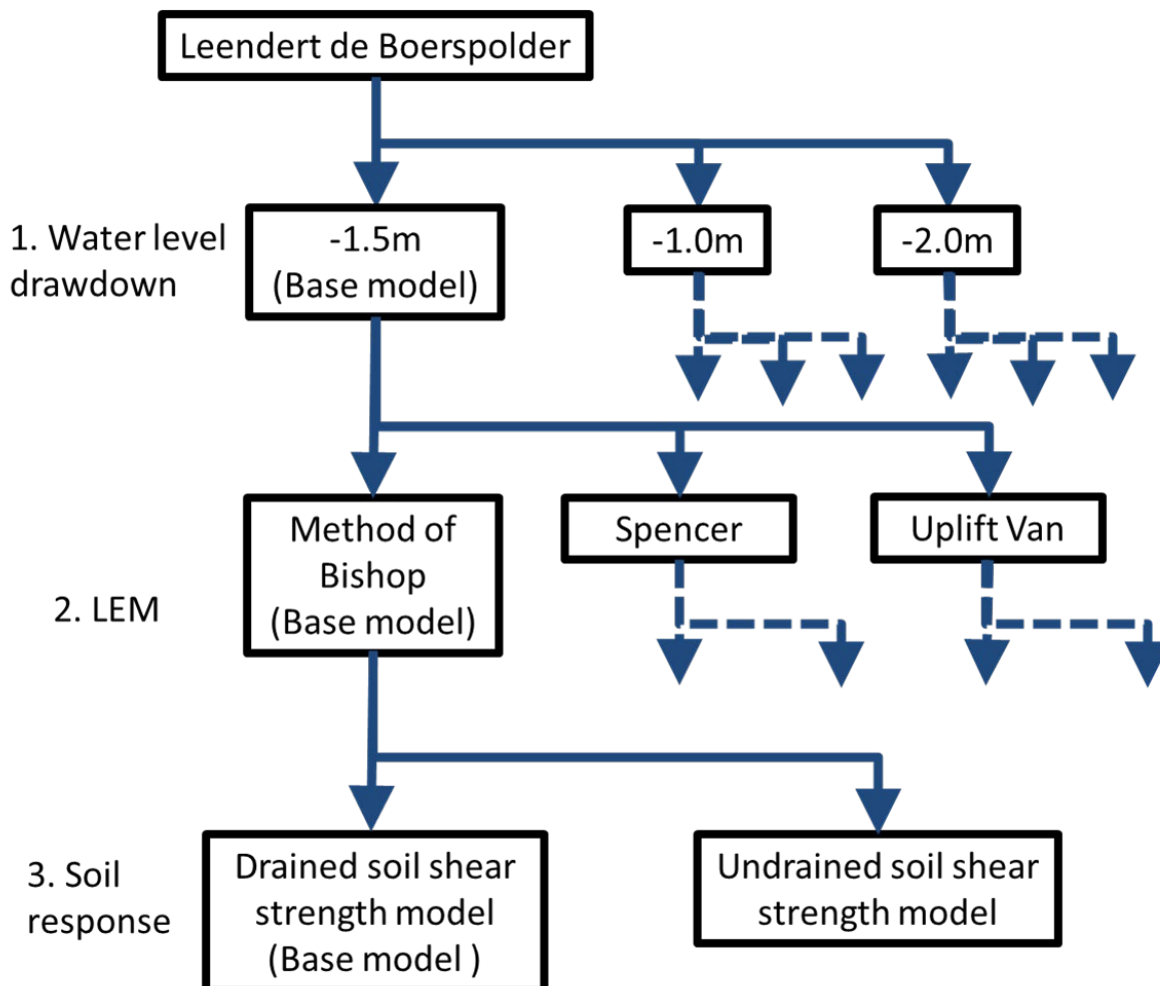 Leendert de Boerspolder
1. Water level
drawdown
-1.5m
(Base model)
-1.0m
-2.0m
2. LEM
Method of
Bishop
(Base model)
Spencer
Uplift Van
3. Soil
response
Drained soil shear
strength model
(Base model )
Undrained soil shear
strength model